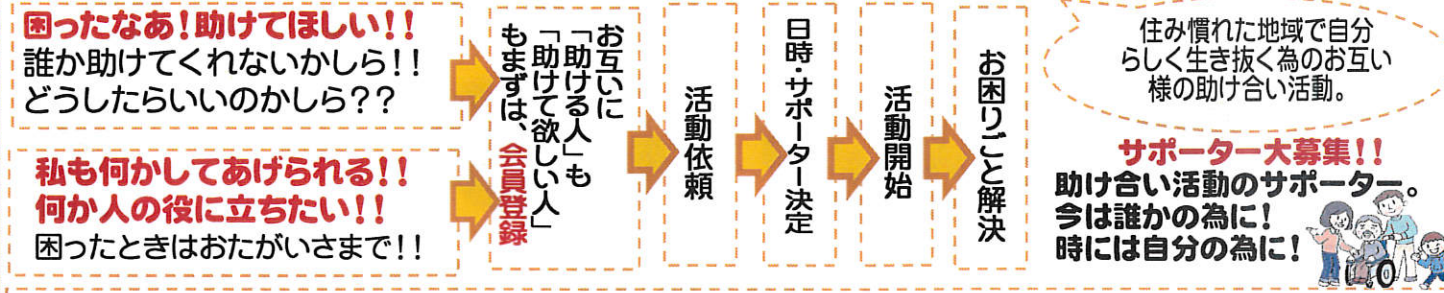 困ったなあ!助けてほしい!!
誰か助けてくれないかしら!!
どうしたらいいのかしら??
私も何かしてあげられる!!
何か人の役に立ちたい!!
困ったときはおたがいさまで!!
お互いに
「助ける人」も
「助けて欲しい人」
もまずは、会員登録
活動依頼
日時・サポーター決定
活動開始
お困りごと解決
住み慣れた地域で自分
らしく生き抜く為のお互い
様の助け合い活動。
サポーター大募集!!
助け合い活動のサポーター。
今は誰かの為に!
時には自分の為に!